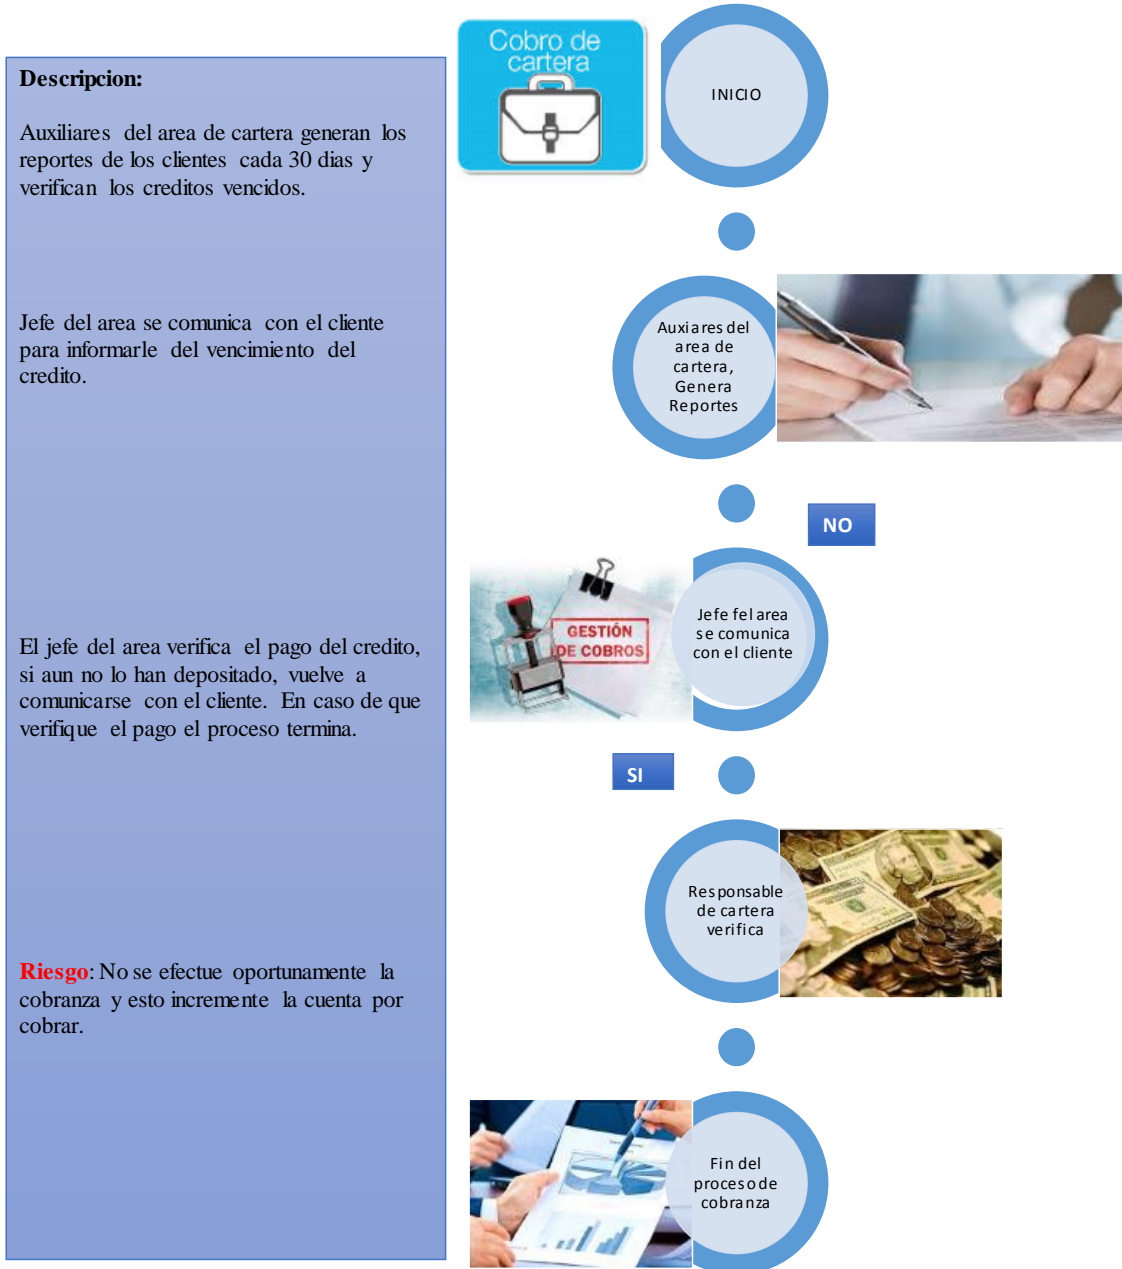 Descripcion:
Auxiliares del area de cartera generan los
reportes de los clientes cada 30 dias y
verifican los creditos vencidos.
Jefe del area se comunica con el cliente
para informarle del vencimiento del
credito.
El jefe del area verifica el pago del credito,
si aun no lo han depositado, vuelve a
comunicarse con el cliente. En caso de que
verifique el pago el proceso termina.
Riesgo: No se efectue oportunamente la
cobranza y esto incremente la cuenta por
cobrar.
Cobro de
cartera
INICIO
Auxiares del
area de
cartera,
Genera
Reportes
NO
GESTIÓN
DE COBROS
Jefe fel area
se comunica
con el cliente
SI
Responsable
de cartera
verifica
Fin del
proceso de
cobranza